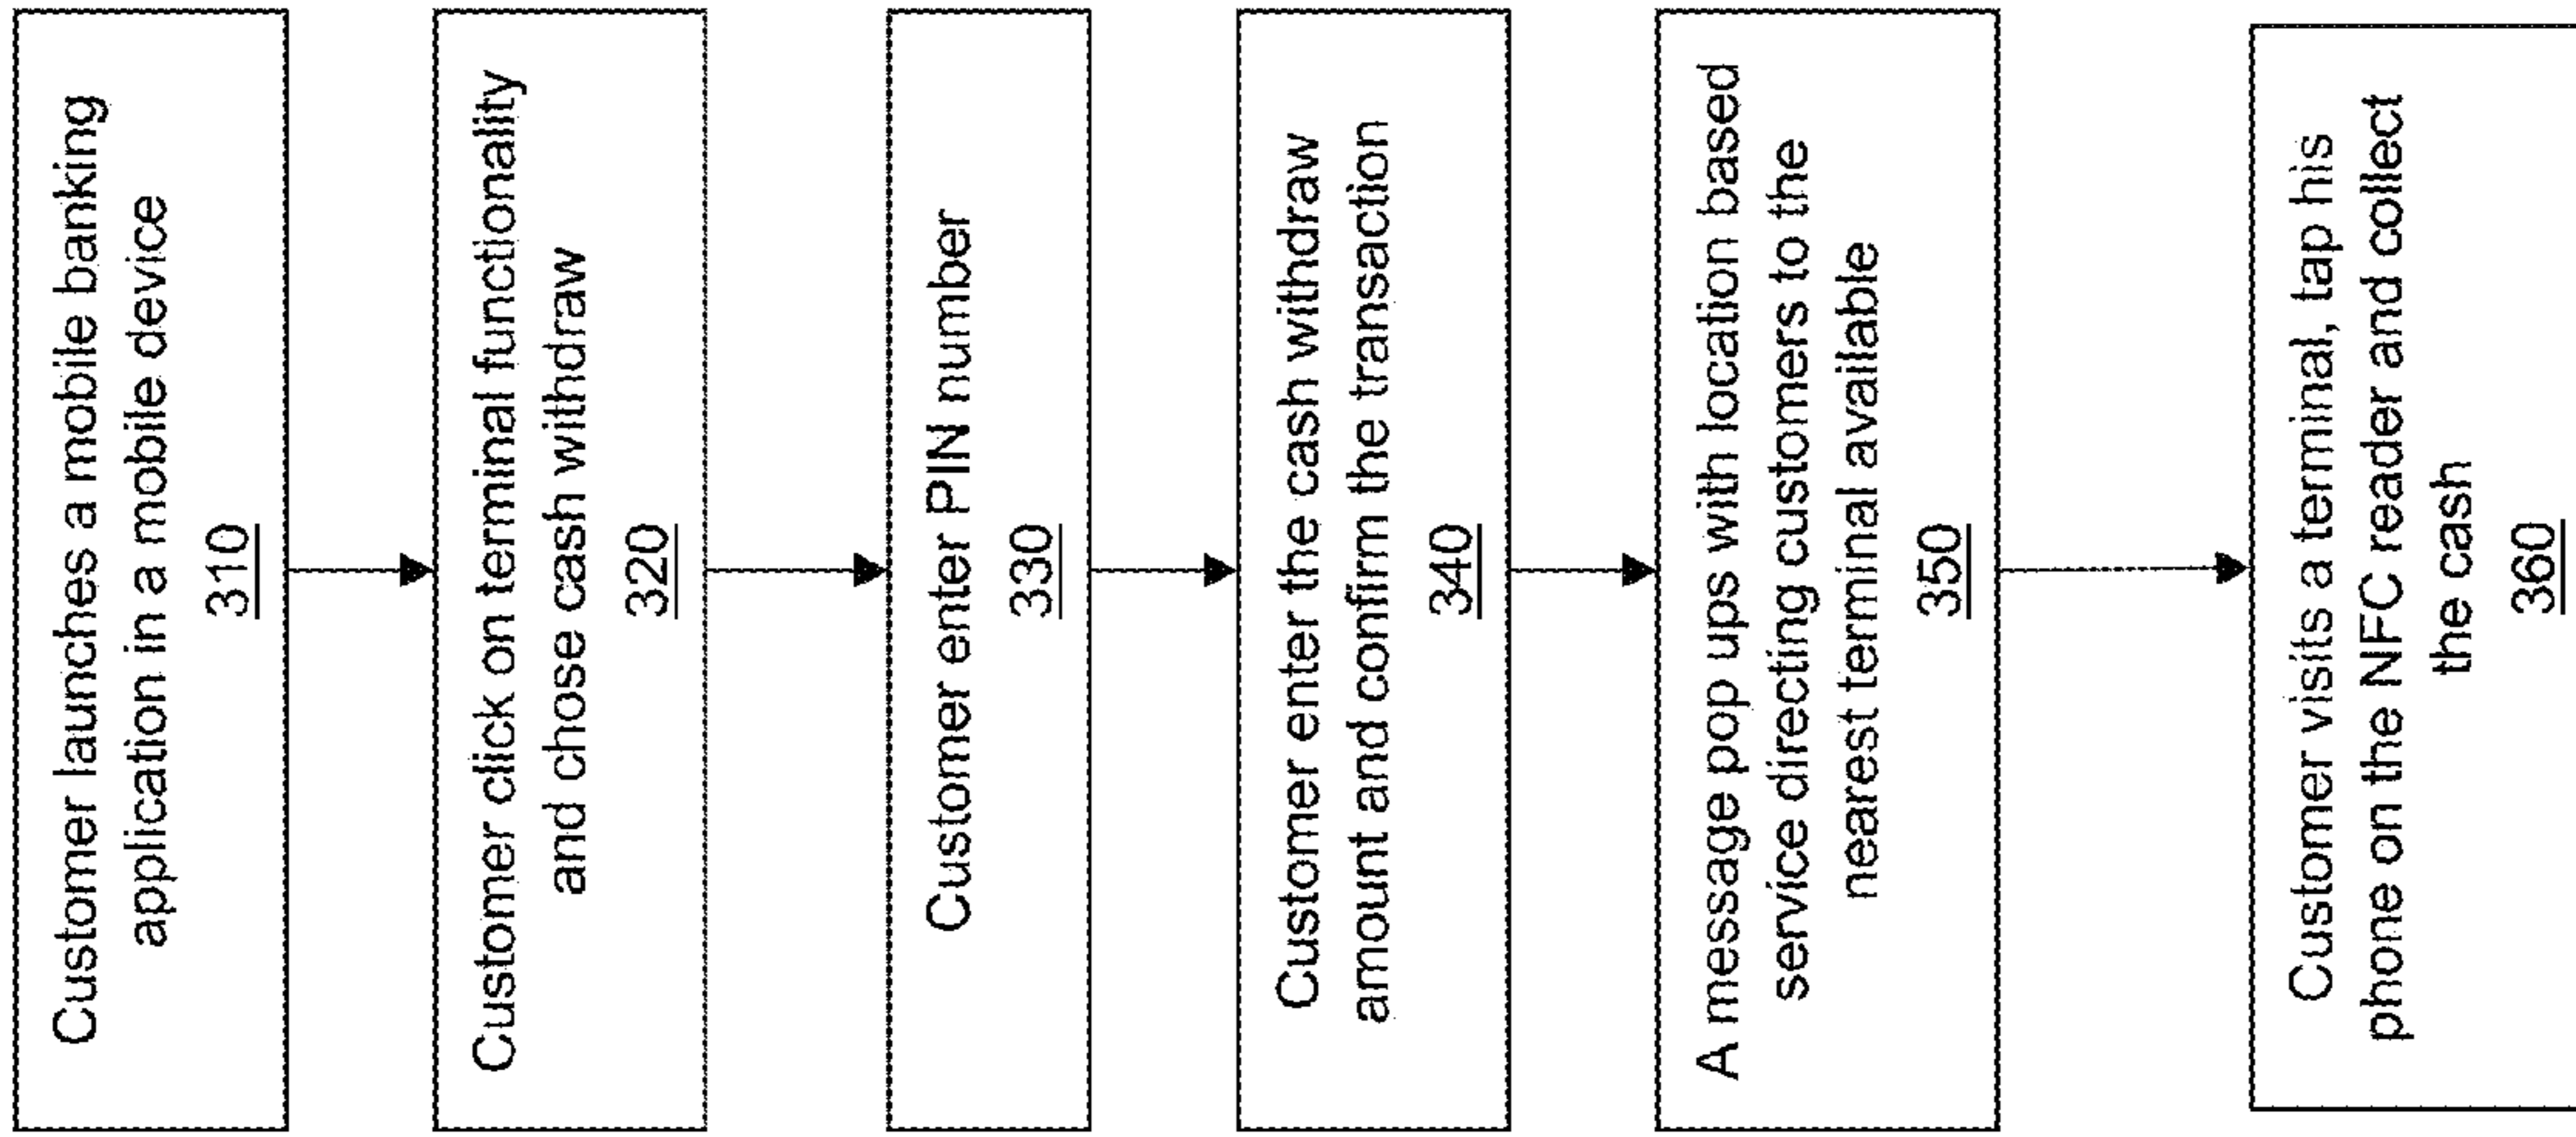 Customer launches a mobile banking
application in a mobile device
310
Customer click on terminal functionality
and chose cash withdraw
320
Customer enter PIN number
330
Customer enter the cash withdraw
amount and confirm the transaction
340
A message pop ups with location based
service directing customers to the
nearest terminal available
350
Customer visits a terminal, tap his
phone on the NFC reader and collect
the cash
360